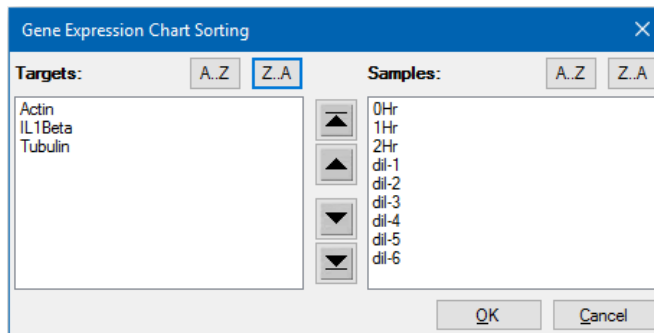 Gene Expression Chart Sorting
Targets: A..Z Z..A Samples: A..Z Z..A
Actin
IL1Beta
Tubulin
0Hr
1Hr
2Hr
dil-1
dil-2
dil-3
dil-4
dil-5
dil-6
OK Cancel